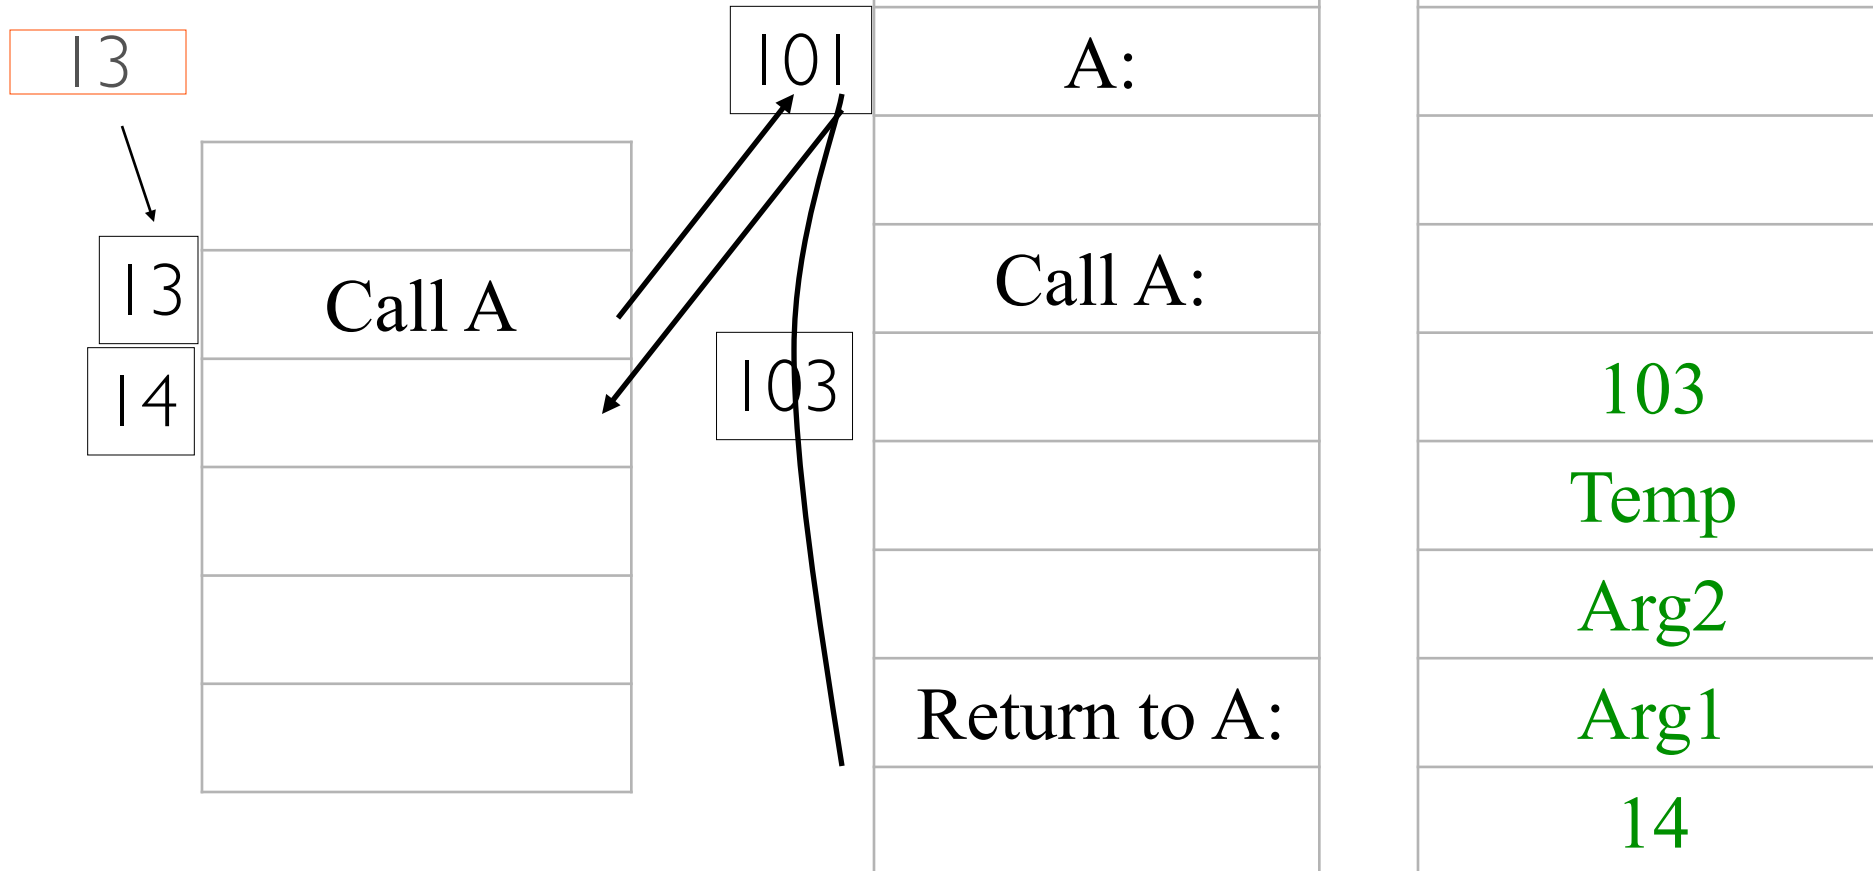 13
13
Call A
14
101
A:
Call A:
103
Return to A:
103
Temp
Arg2
Arg1
14